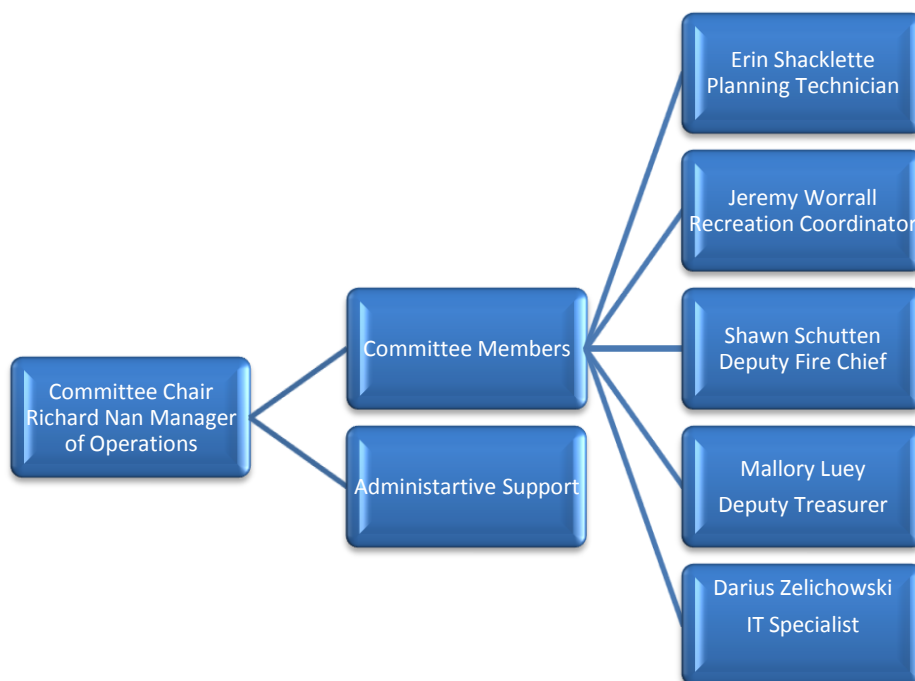 Committee Chair
Richard Nan Manager
of Operations
Committee Members
Administartive Support
Erin Shacklette
Planning Technician
Jeremy Worrall
Recreation Coordinator
Shawn Schutten
Deputy Fire Chief
Mallory Luey
Deputy Treasurer
Darius Zelichowski
IT Specialist